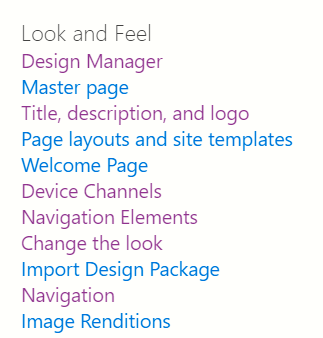 Look and Feel
Design Manager
Master page
Title, description, and logo
Page layouts and site templates
Welcome Page
Device Channels
Navigation Elements
Change the look
Import Design Package
Navigation
Image Renditions